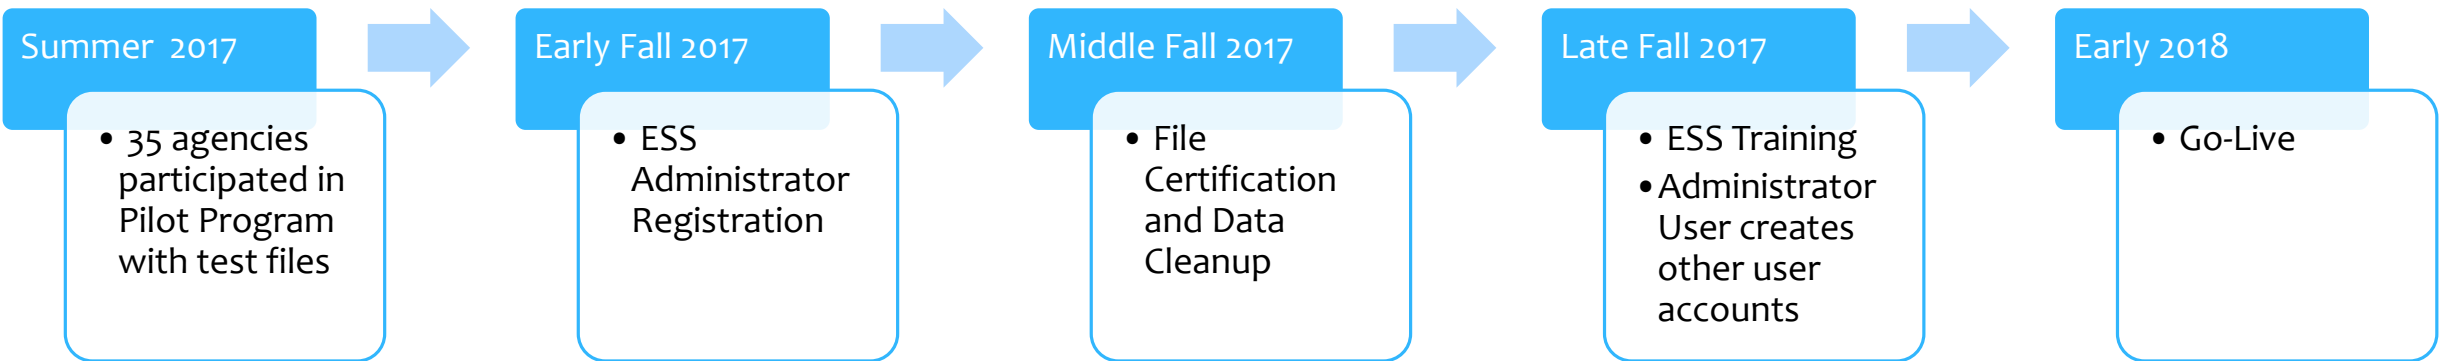 Summer 2017
• 35 agencies
participated in
Pilot Program
with test files
Early Fall 2017
• ESS
Administrator
Registration
Middle Fall 2017
• File
Certification
and Data
Cleanup
Late Fall 2017
• ESS Training
• Administrator
User creates
other user
accounts
Early 2018
• Go-Live